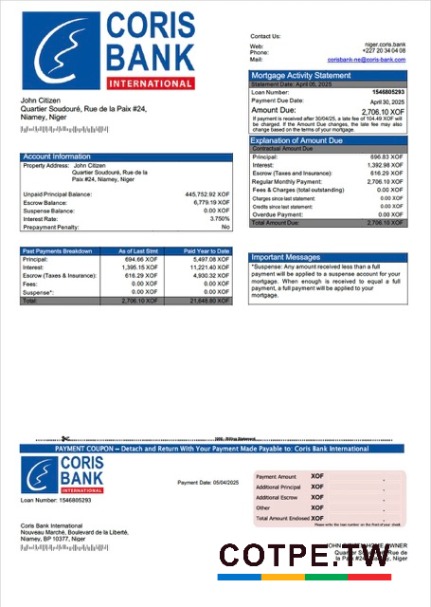 CORIS
BANK
INTERNATIONAL
Contact Us:
Web: niger.coris.bank
Phone: +227 20 34 04 08
Mail: corisbank-ne@coris-bank.com
John Citizen
Quartier Soudouré, Rue de la Paix #24,
Niamey, Niger
Mortgage Activity Statement
Statement Date: April 05, 2025
Loan Number: 1546805293
Payment Due Date: April 30, 2025
Amount Due: 2,706.10 XOF
If payment is received after 30/04/25, a late fee of 104.49 XOF will
be charged. If the Amount Due changes, the late fee may also
change based on the terms of your mortgage.
Account Information
Property Address: John Citizen
Quartier Soudouré, Rue de la
Paix #24, Niamey, Niger
Unpaid Principal Balance: 445,752.92 XOF
Escrow Balance: 6,779.19 XOF
Suspense Balance: 0.00 XOF
Interest Rate: 3.750%
Prepayment Penalty: No
Explanation of Amount Due
Contractual Amount Due
Principal: 696.83 XOF
Interest: 1,392.98 XOF
Escrow (Taxes and Insurance): 616.29 XOF
Regular Monthly Payment: 2,706.10 XOF
Fees & Charges (total outstanding) 0.00 XOF
Charges since last statement: 0.00 XOF
Credits since last statement: 0.00 XOF
Overdue Payment: 0.00 XOF
Total Amount Due: 2,706.10 XOF
Past Payments Breakdown As of Last Stmt Paid Year to Date
Principal: 694.66 XOF 5,497.08 XOF
Interest: 1,395.15 XOF 11,221.40 XOF
Escrow (Taxes & Insurance): 616.29 XOF 4,930.32 XOF
Fees: 0.00 XOF 0.00 XOF
Suspense*: 0.00 XOF 0.00 XOF
Total: 2,706.10 XOF 21,648.80 XOF
Important Messages
*Suspense: Any amount received less than a full
payment will be applied to a suspense account for your
mortgage. When enough is received to equal a full
payment, a full payment will be applied to your
mortgage.
PAYMENT COUPON – Detach and Return With Your Payment Made Payable to: Coris Bank International
CORIS
BANK
INTERNATIONAL
Loan Number: 1546805293
Payment Date: 05/04/2025
Payment Amount XOF
Additional Principal XOF
Additional Escrow XOF
Other XOF
Total Amount Enclosed XOF
Please write the loan number on the front of your check.
Coris Bank International
Nouveau Marché, Boulevard de la Liberté,
Niamey, BP 10377, Niger
COTPE.TW